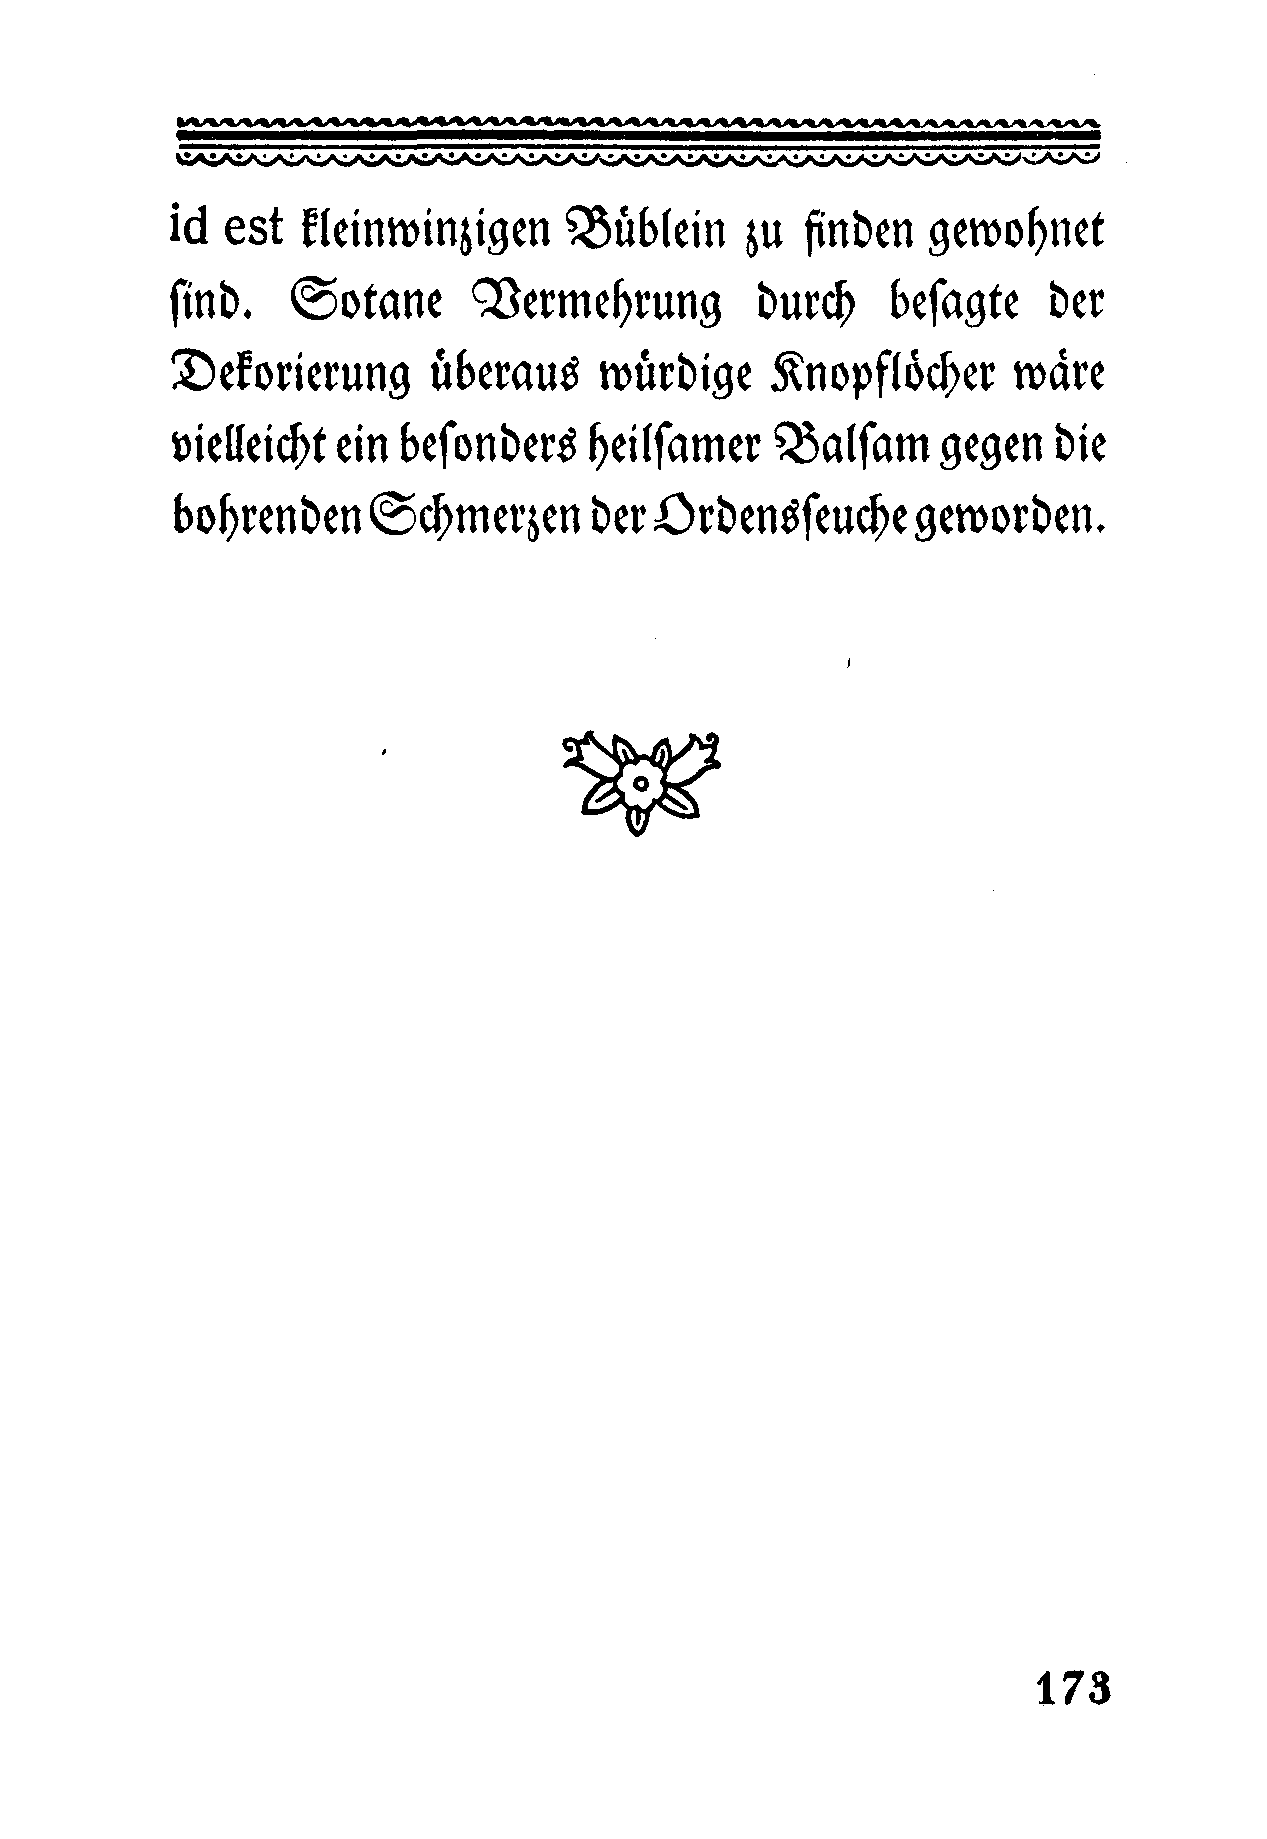 id est kleinwinzigen Büblein zu finden gewohnet
sind. Sotane Vermehrung durch besagte der
Dekorierung überaus würdige Knopflöcher wäre
vielleicht ein besonders heilsamer Balsam gegen die
bohrenden Schmerzen der Ordensseuche geworden.
173